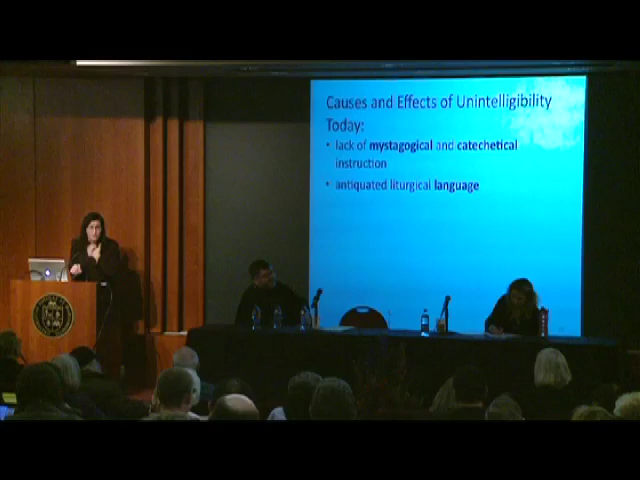 Causes and Effects of Unintelligibility
Today:
• lack of mystagogical and catechetical
instruction
• antiquated liturgical language